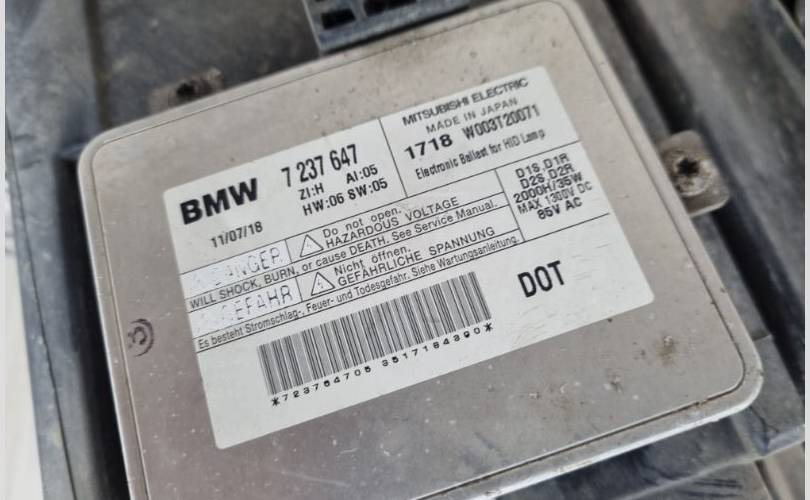 BMW 7 237 647
ZI:H AI:05
HW:06 SW:05
11/07/18
MITSUBISHI ELECTRIC
MADE IN JAPAN
1718 W003T20071
Electronic Ballast for HID Lamp
DANGER
Do not open.
HAZARDOUS VOLTAGE
WILL SHOCK, BURN, or cause DEATH. See Service Manual.
GEFAHR
Nicht öffnen.
GEFÄHRLICHE SPANNUNG
Es besteht Stromschlag-, Feuer- und Todesgefahr. Siehe Wartungsanleitung.
D1S,D1R
D2S,D2R
2000H/35W
MAX 1300V DC
85V AC
DOT
*723764705 3517184390*